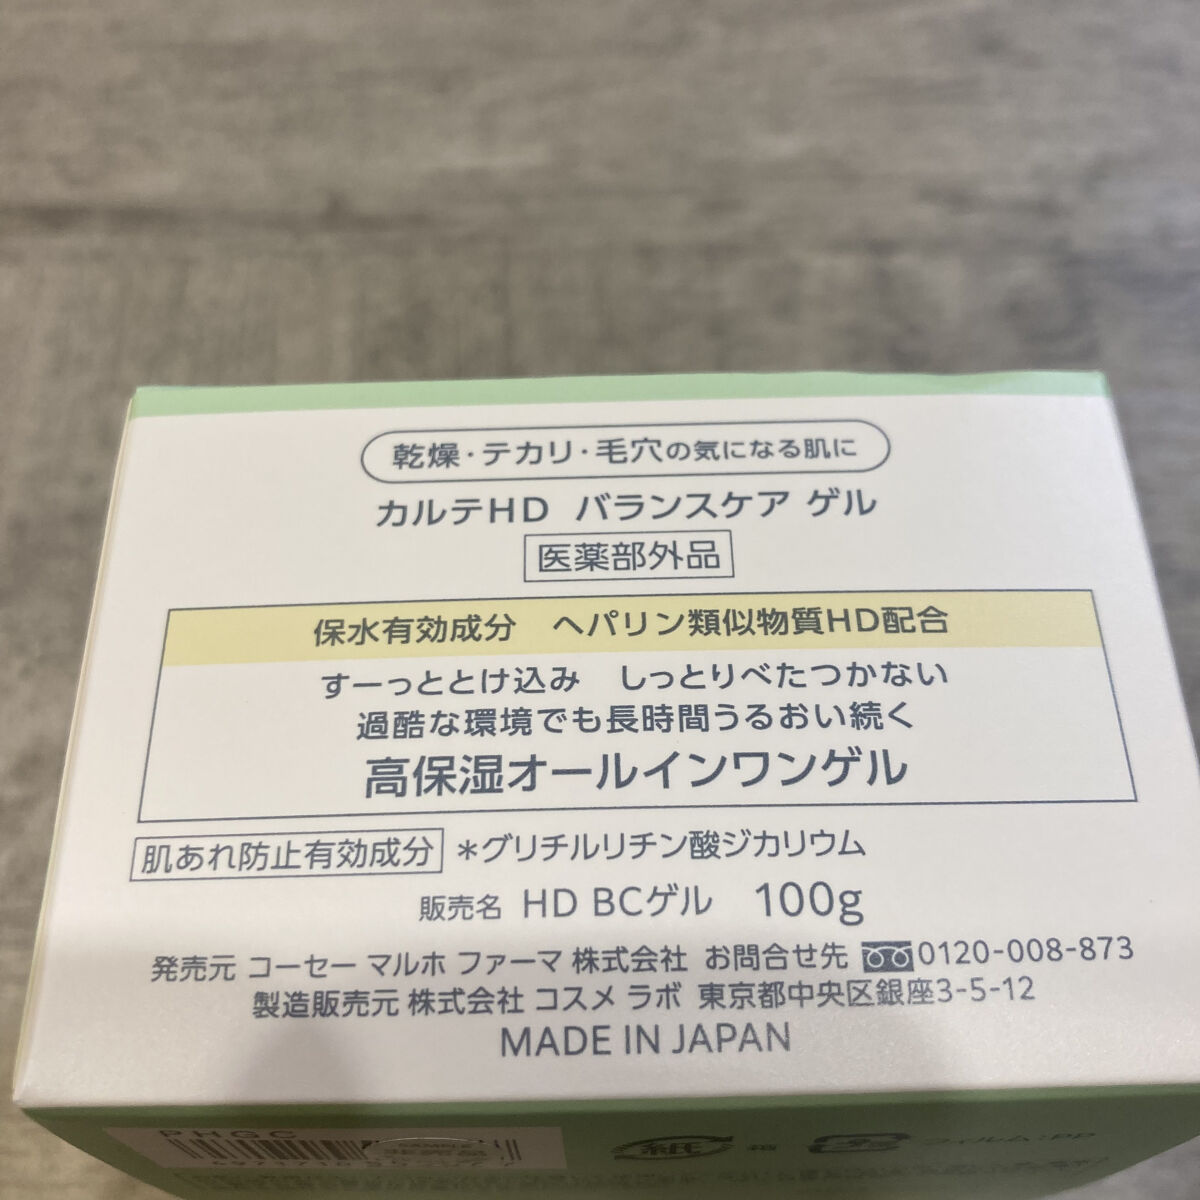 乾燥・テカリ・毛穴の気になる肌に
カルテHD バランスケア ゲル
医薬部外品
保水有効成分 ヘパリン類似物質HD配合
すーっととけ込み しっとりべたつかない
過酷な環境でも長時間うるおい続く
高保湿オールインワンゲル
肌あれ防止有効成分 *グリチルリチン酸ジカリウム
販売名 HD BCゲル 100g
発売元 コーセー マルホ ファーマ 株式会社 お問合せ先 0120-008-873
製造販売元 株式会社 コスメ ラボ 東京都中央区銀座3-5-12
MADE IN JAPAN
PHGC
紙 箱 フィルム:PP